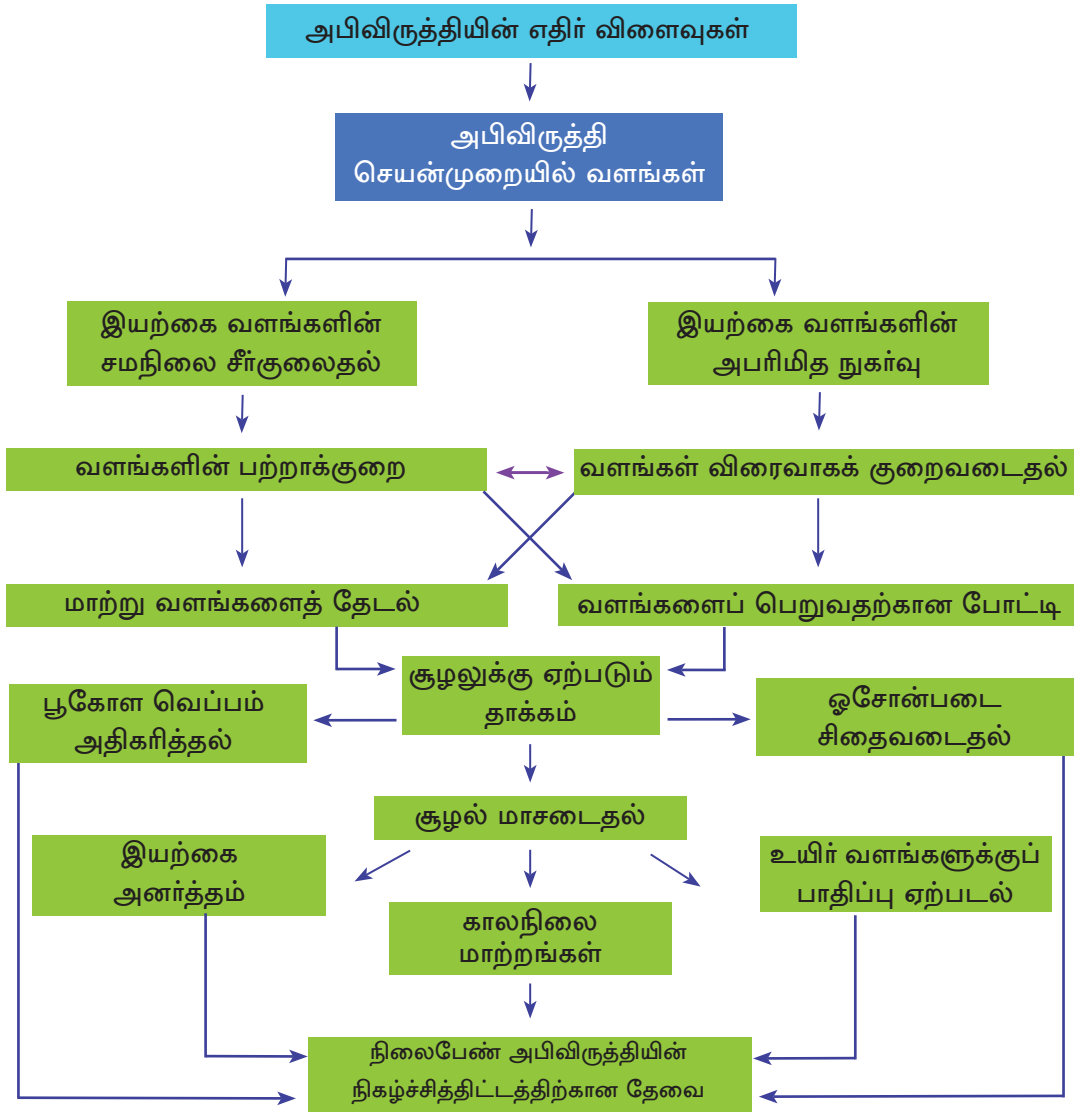 அபிவிருத்தியின் எதிர் விளைவுகள்
அபிவிருத்தி
செயன்முறையில் வளங்கள்
இயற்கை வளங்களின்
சமநிலை சீர்குலைதல்
இயற்கை வளங்களின்
அபரிமித நுகர்வு
வளங்களின் பற்றாக்குறை
வளங்கள் விரைவாகக் குறைவடைதல்
மாற்று வளங்களைத் தேடல்
வளங்களைப் பெறுவதற்கான போட்டி
சூழலுக்கு ஏற்படும்
தாக்கம்
பூகோள வெப்பம்
அதிகரித்தல்
ஓசோன்படை
சிதைவடைதல்
சூழல் மாசடைதல்
இயற்கை
அனர்த்தம்
உயிர் வளங்களுக்குப்
பாதிப்பு ஏற்படல்
காலநிலை
மாற்றங்கள்
நிலைபேண் அபிவிருத்தியின்
நிகழ்ச்சித்திட்டத்திற்கான தேவை